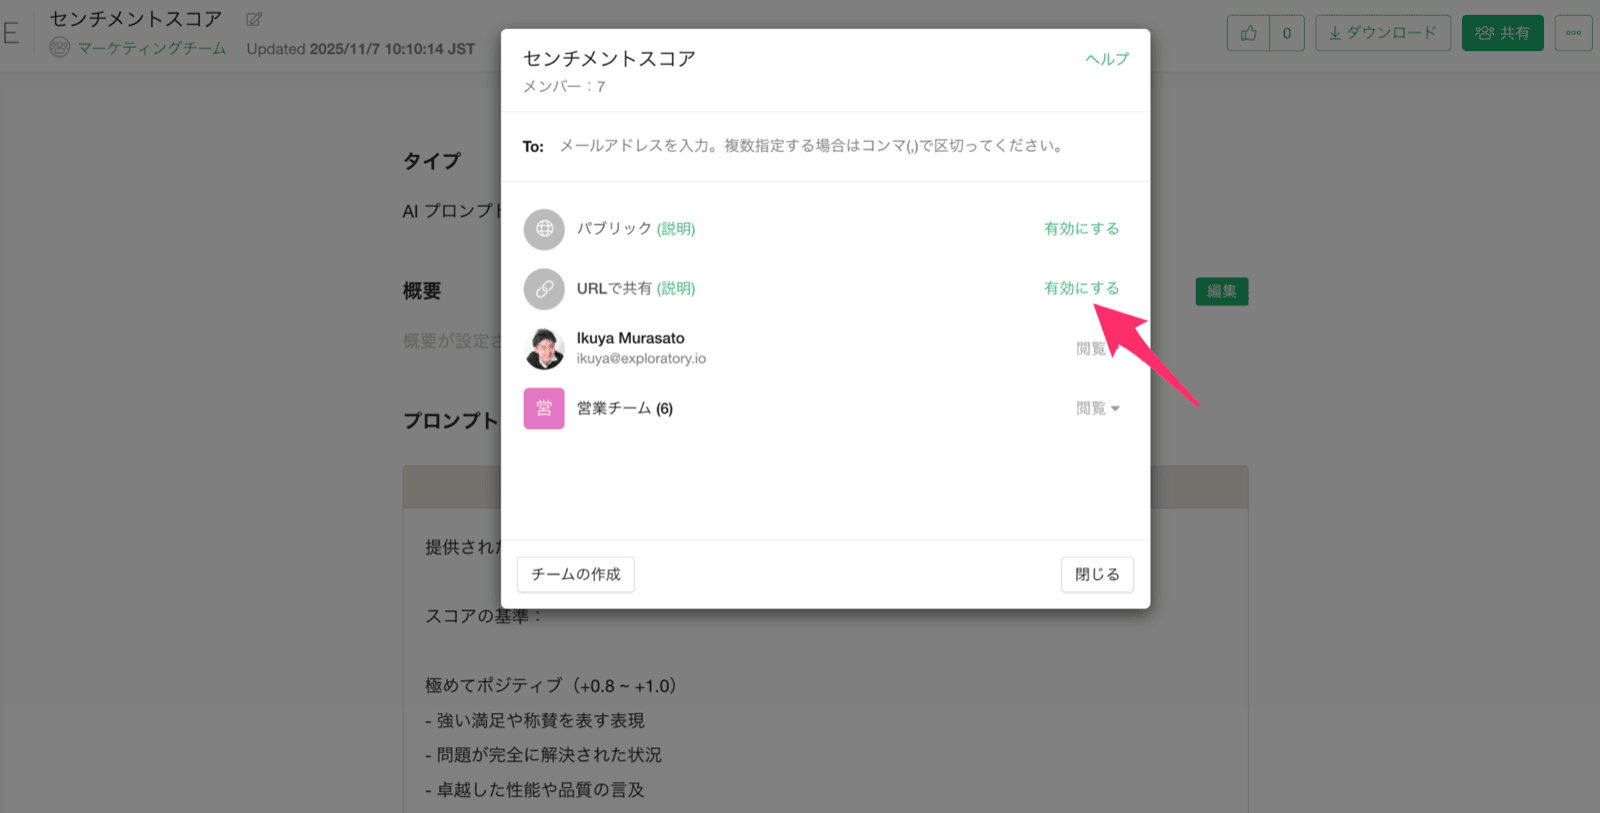 E
センチメントスコア
マーケティングチーム Updated 2025/11/7 10:10:14 JST
0
ダウンロード
共有
センチメントスコア
ヘルプ
メンバー：7
To: メールアドレスを入力。複数指定する場合はコンマ(,)で区切ってください。
パブリック (説明) 有効にする
URLで共有 (説明) 有効にする
Ikuya Murasato
ikuya@exploratory.io
閲覧
営 営業チーム (6) 閲覧
チームの作成 閉じる
タイプ
AI プロンプト
概要
編集
概要が設定さ
プロンプト
提供された
スコアの基準：
極めてポジティブ（+0.8 ~ +1.0）
- 強い満足や称賛を表す表現
- 問題が完全に解決された状況
- 卓越した性能や品質の言及